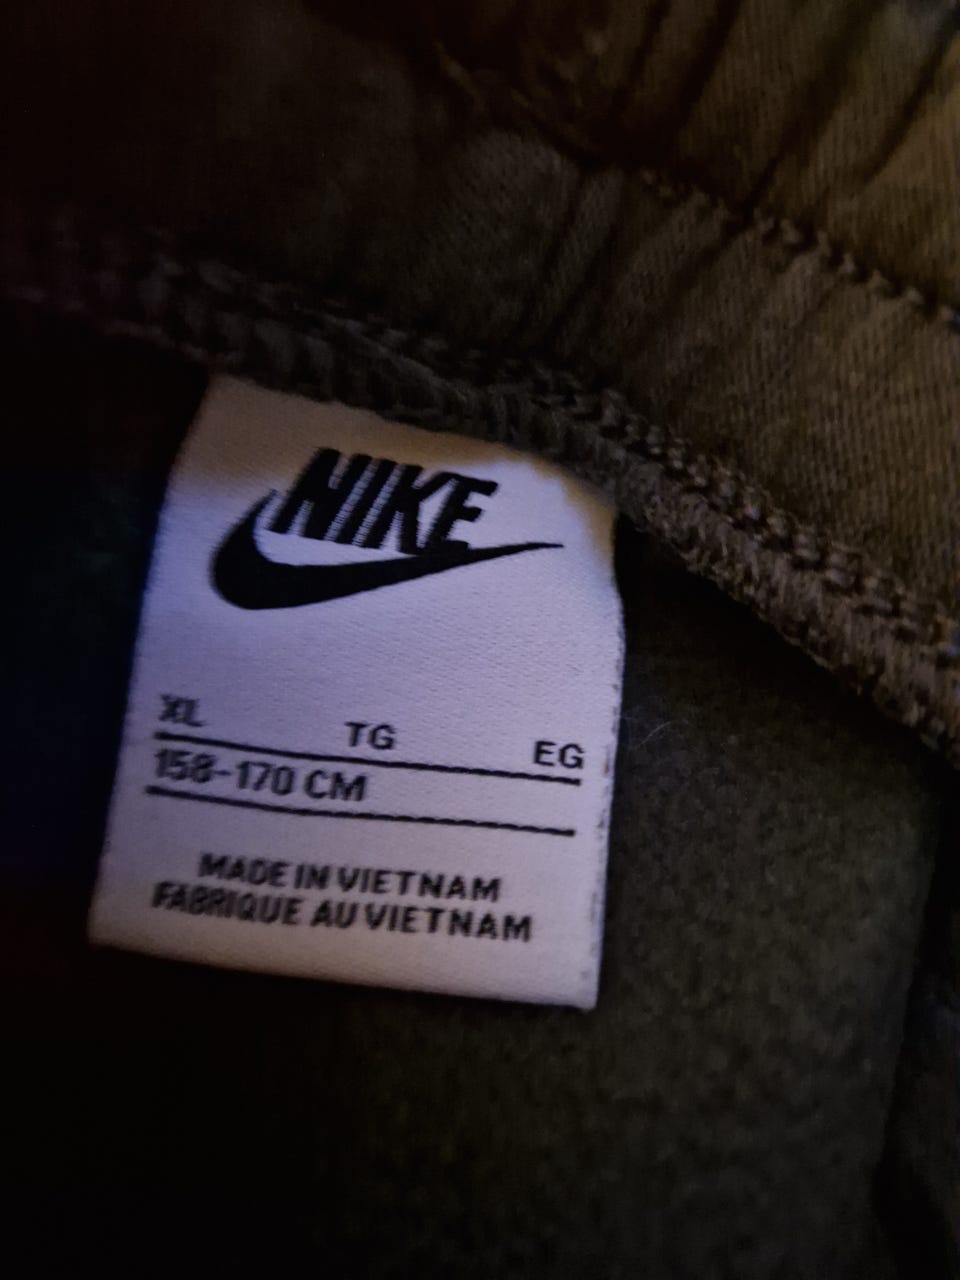 NIKE
XL TG EG
158-170 CM
MADE IN VIETNAM
FABRIQUE AU VIETNAM